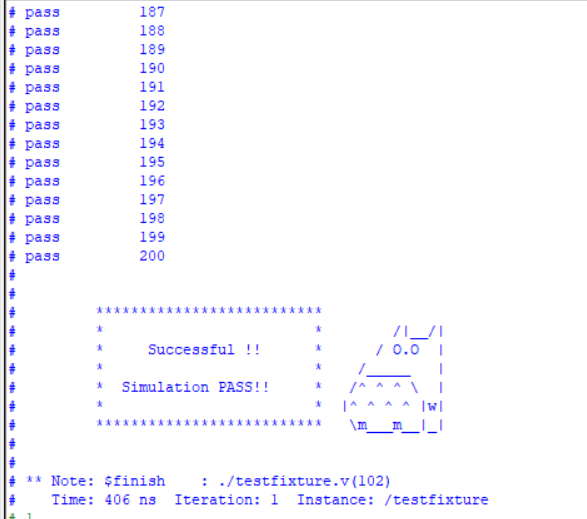 # pass 187
# pass 188
# pass 189
# pass 190
# pass 191
# pass 192
# pass 193
# pass 194
# pass 195
# pass 196
# pass 197
# pass 198
# pass 199
# pass 200
#
#
#         **************************
#         *                        *        /|__/|
#         *     Successful !!      *      / O.O  |
#         *                        *    /_____   |
#         *  Simulation PASS!!     *   /^ ^ ^ \  |
#         *                        *  |^ ^ ^ ^ |w|
#         **************************   \m___m__|_|
#
#
# ** Note: $finish    : ./testfixture.v(102)
#    Time: 406 ns  Iteration: 1  Instance: /testfixture
# 1